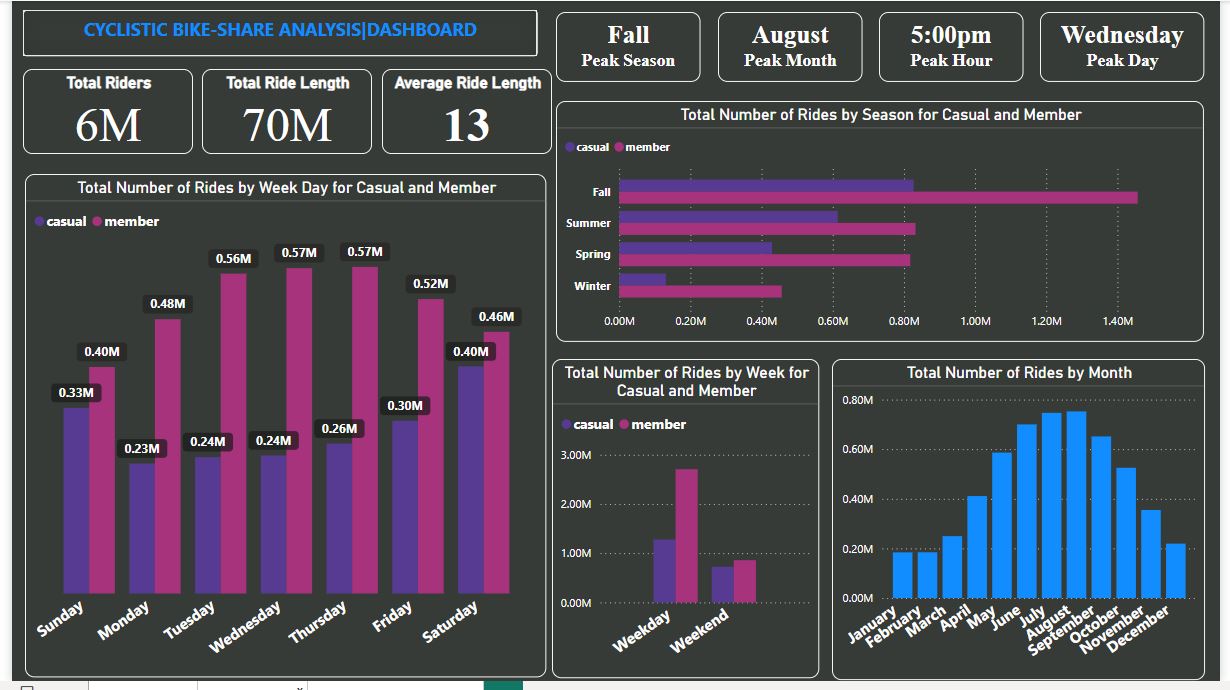 CYCLISTIC BIKE-SHARE ANALYSIS|DASHBOARD
Fall
Peak Season
August
Peak Month
5:00pm
Peak Hour
Wednesday
Peak Day
Total Riders
6M
Total Ride Length
70M
Average Ride Length
13
Total Number of Rides by Week Day for Casual and Member
casual member
0.33M
0.40M
0.23M
0.48M
0.24M
0.56M
0.24M
0.57M
0.26M
0.57M
0.30M
0.52M
0.40M
0.46M
Sunday
Monday
Tuesday
Wednesday
Thursday
Friday
Saturday
Total Number of Rides by Season for Casual and Member
casual member
Fall
Summer
Spring
Winter
0.00M 0.20M 0.40M 0.60M 0.80M 1.00M 1.20M 1.40M
Total Number of Rides by Week for
Casual and Member
casual member
3.00M
2.00M
1.00M
0.00M
Weekday
Weekend
Total Number of Rides by Month
0.80M
0.60M
0.40M
0.20M
0.00M
January
February
March
April
May
June
July
August
September
October
November
December